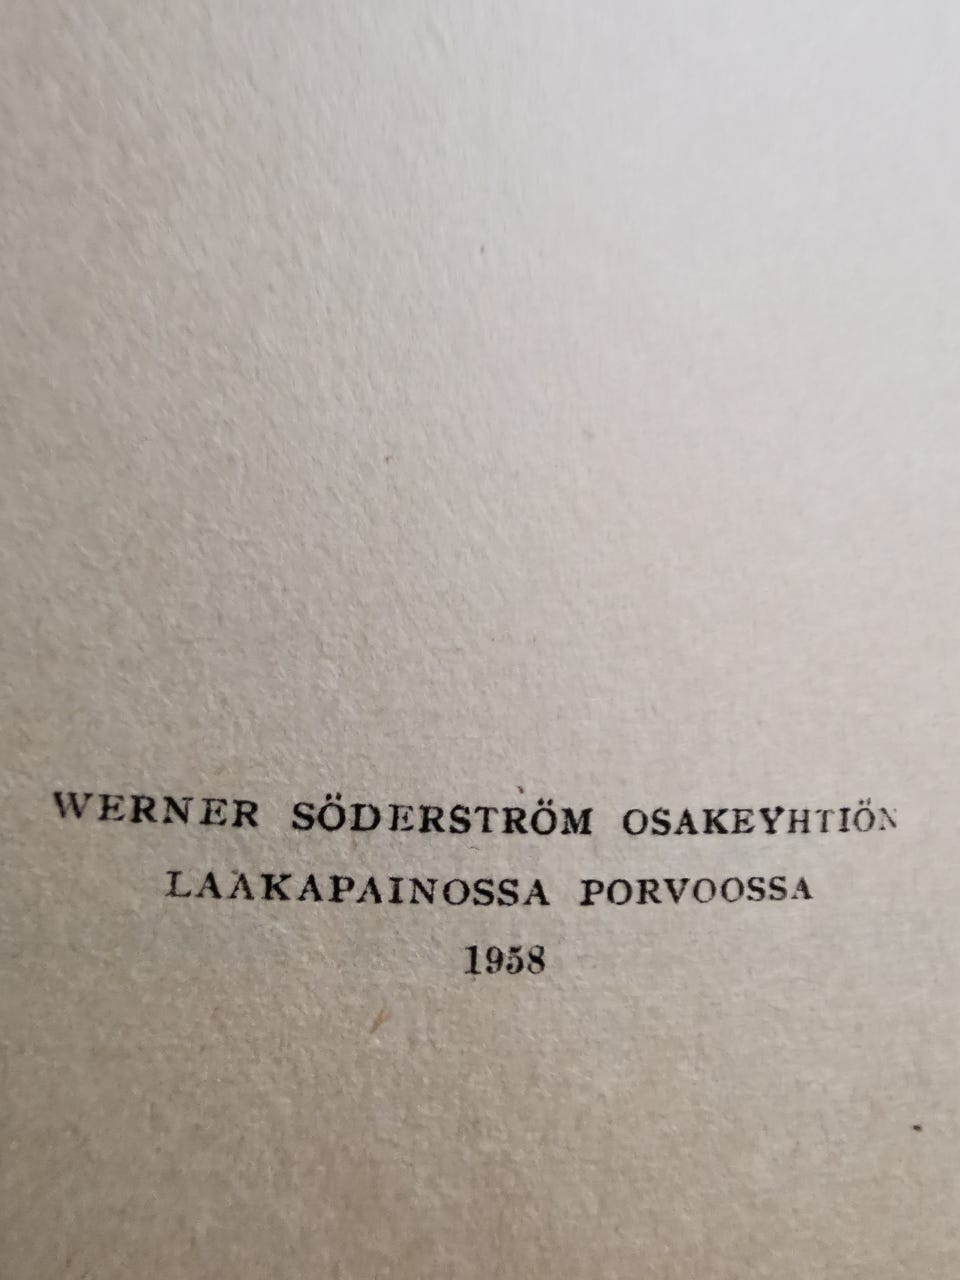 WERNER SÖDERSTRÖM OSAKEYHTIÖN
LAAKAPAINOSSA PORVOOSSA
1958